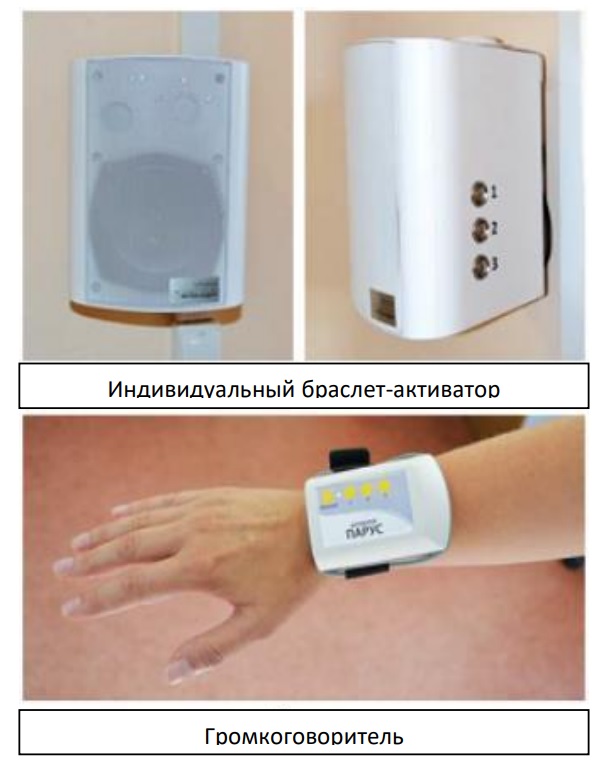 1
2
3
Индивидуальный браслет-активатор
ПАРУС
Громкоговоритель